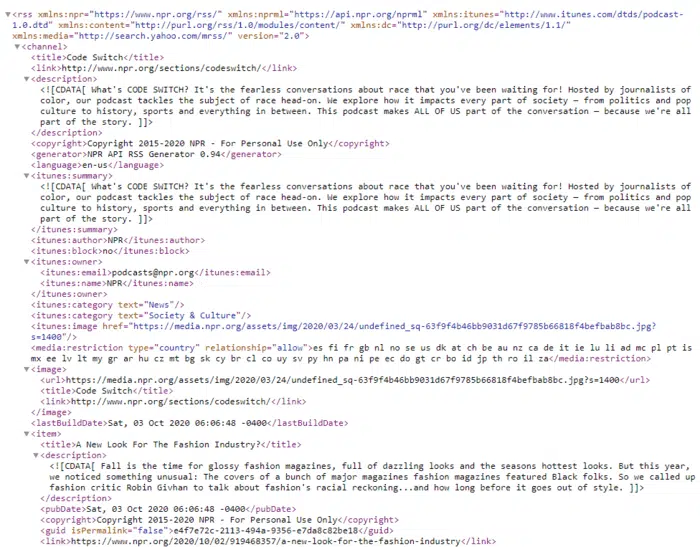 <rss xmlns:npr="https://www.npr.org/rss/" xmlns:nprml="https://api.npr.org/nprml" xmlns:itunes="http://www.itunes.com/dtds/podcast-
1.0.dtd" xmlns:content="http://purl.org/rss/1.0/modules/content/" xmlns:dc="http://purl.org/dc/elements/1.1/"
xmlns:media="http://search.yahoo.com/mrss/" version="2.0">
<channel>
<title>Code Switch</title>
<link>http://www.npr.org/sections/codeswitch/</link>
<description>
<![CDATA[ What's CODE SWITCH? It's the fearless conversations about race that you've been waiting for! Hosted by journalists of
color, our podcast tackles the subject of race head-on. We explore how it impacts every part of society — from politics and pop
culture to history, sports and everything in between. This podcast makes ALL OF US part of the conversation — because we're all
part of the story. ]]>
</description>
<copyright>Copyright 2015-2020 NPR - For Personal Use Only</copyright>
<generator>NPR API RSS Generator 0.94</generator>
<language>en-us</language>
<itunes:summary>
<![CDATA[ What's CODE SWITCH? It's the fearless conversations about race that you've been waiting for! Hosted by journalists of
color, our podcast tackles the subject of race head-on. We explore how it impacts every part of society — from politics and pop
culture to history, sports and everything in between. This podcast makes ALL OF US part of the conversation — because we're all
part of the story. ]]>
</itunes:summary>
<itunes:author>NPR</itunes:author>
<itunes:block>no</itunes:block>
<itunes:owner>
<itunes:email>podcasts@npr.org</itunes:email>
<itunes:name>NPR</itunes:name>
</itunes:owner>
<itunes:category text="News"/>
<itunes:category text="Society & Culture"/>
<itunes:image href="https://media.npr.org/assets/img/2020/03/24/undefined_sq-63f9f4b46bb9031d67f9785b66818f4befbab8bc.jpg?
s=1400"/>
<media:restriction type="country" relationship="allow">es fi fr gb nl no se us dk at ch be au nz ca de it ie lu li ad mc pl pt is
mx ee lv lt my gr ar hu cz mt bg sk cy br cl co uy sv py hn pa ni pe ec do gt cr bo id jp th ro il za</media:restriction>
<image>
<url>https://media.npr.org/assets/img/2020/03/24/undefined_sq-63f9f4b46bb9031d67f9785b66818f4befbab8bc.jpg?s=1400</url>
<title>Code Switch</title>
<link>http://www.npr.org/sections/codeswitch/</link>
</image>
<lastBuildDate>Sat, 03 Oct 2020 06:06:48 -0400</lastBuildDate>
<item>
<title>A New Look For The Fashion Industry?</title>
<description>
<![CDATA[ Fall is the time for glossy fashion magazines, full of dazzling looks and the seasons hottest looks. But this year,
we noticed something unusual: The covers of a bunch of major magazines fashion magazines featured Black folks. So we called up
fashion critic Robin Givhan to talk about fashion's racial reckoning...and how long before it goes out of style. ]]>
</description>
<pubDate>Sat, 03 Oct 2020 06:06:48 -0400</pubDate>
<copyright>Copyright 2015-2020 NPR - For Personal Use Only</copyright>
<guid isPermalink="false">e4f7e72c-2113-494a-9356-e7da8c82be18</guid>
<link>https://www.npr.org/2020/10/02/919468357/a-new-look-for-the-fashion-industry</link>